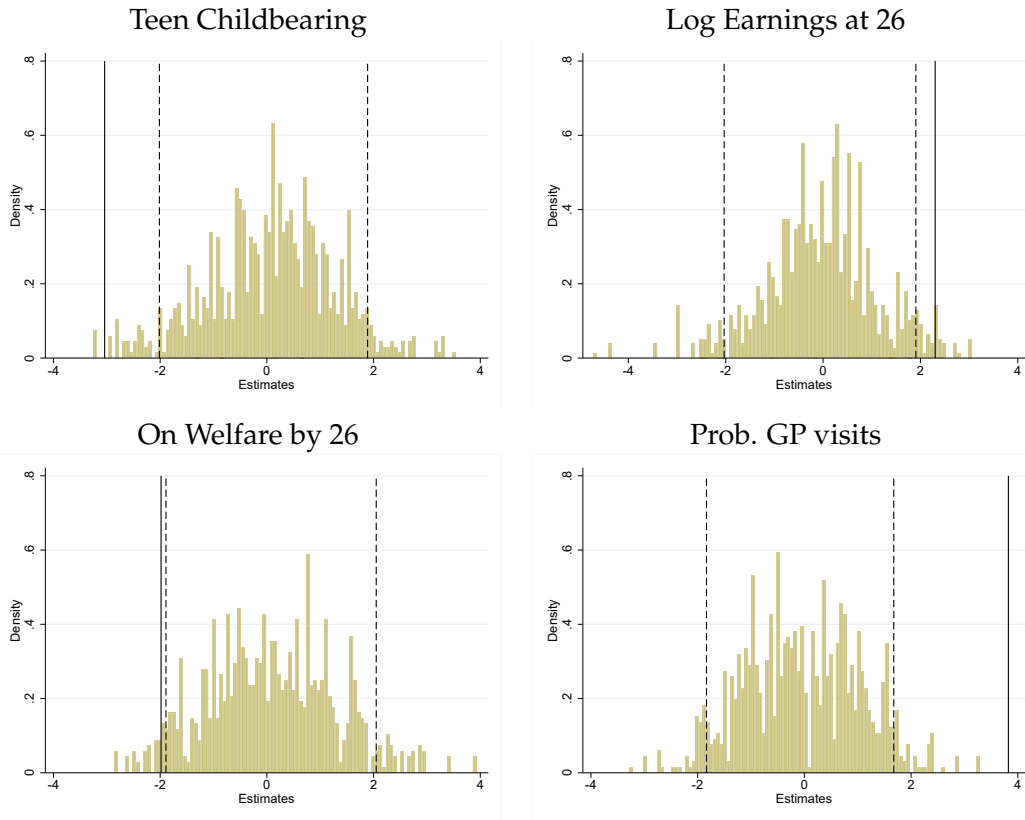 Teen Childbearing
.8
.6
.4
.2
0
Density
-4 -2 0 2 4
Estimates
Log Earnings at 26
.8
.6
.4
.2
0
Density
-4 -2 0 2 4
Estimates
On Welfare by 26
.8
.6
.4
.2
0
Density
-4 -2 0 2 4
Estimates
Prob. GP visits
.8
.6
.4
.2
0
Density
-4 -2 0 2 4
Estimates